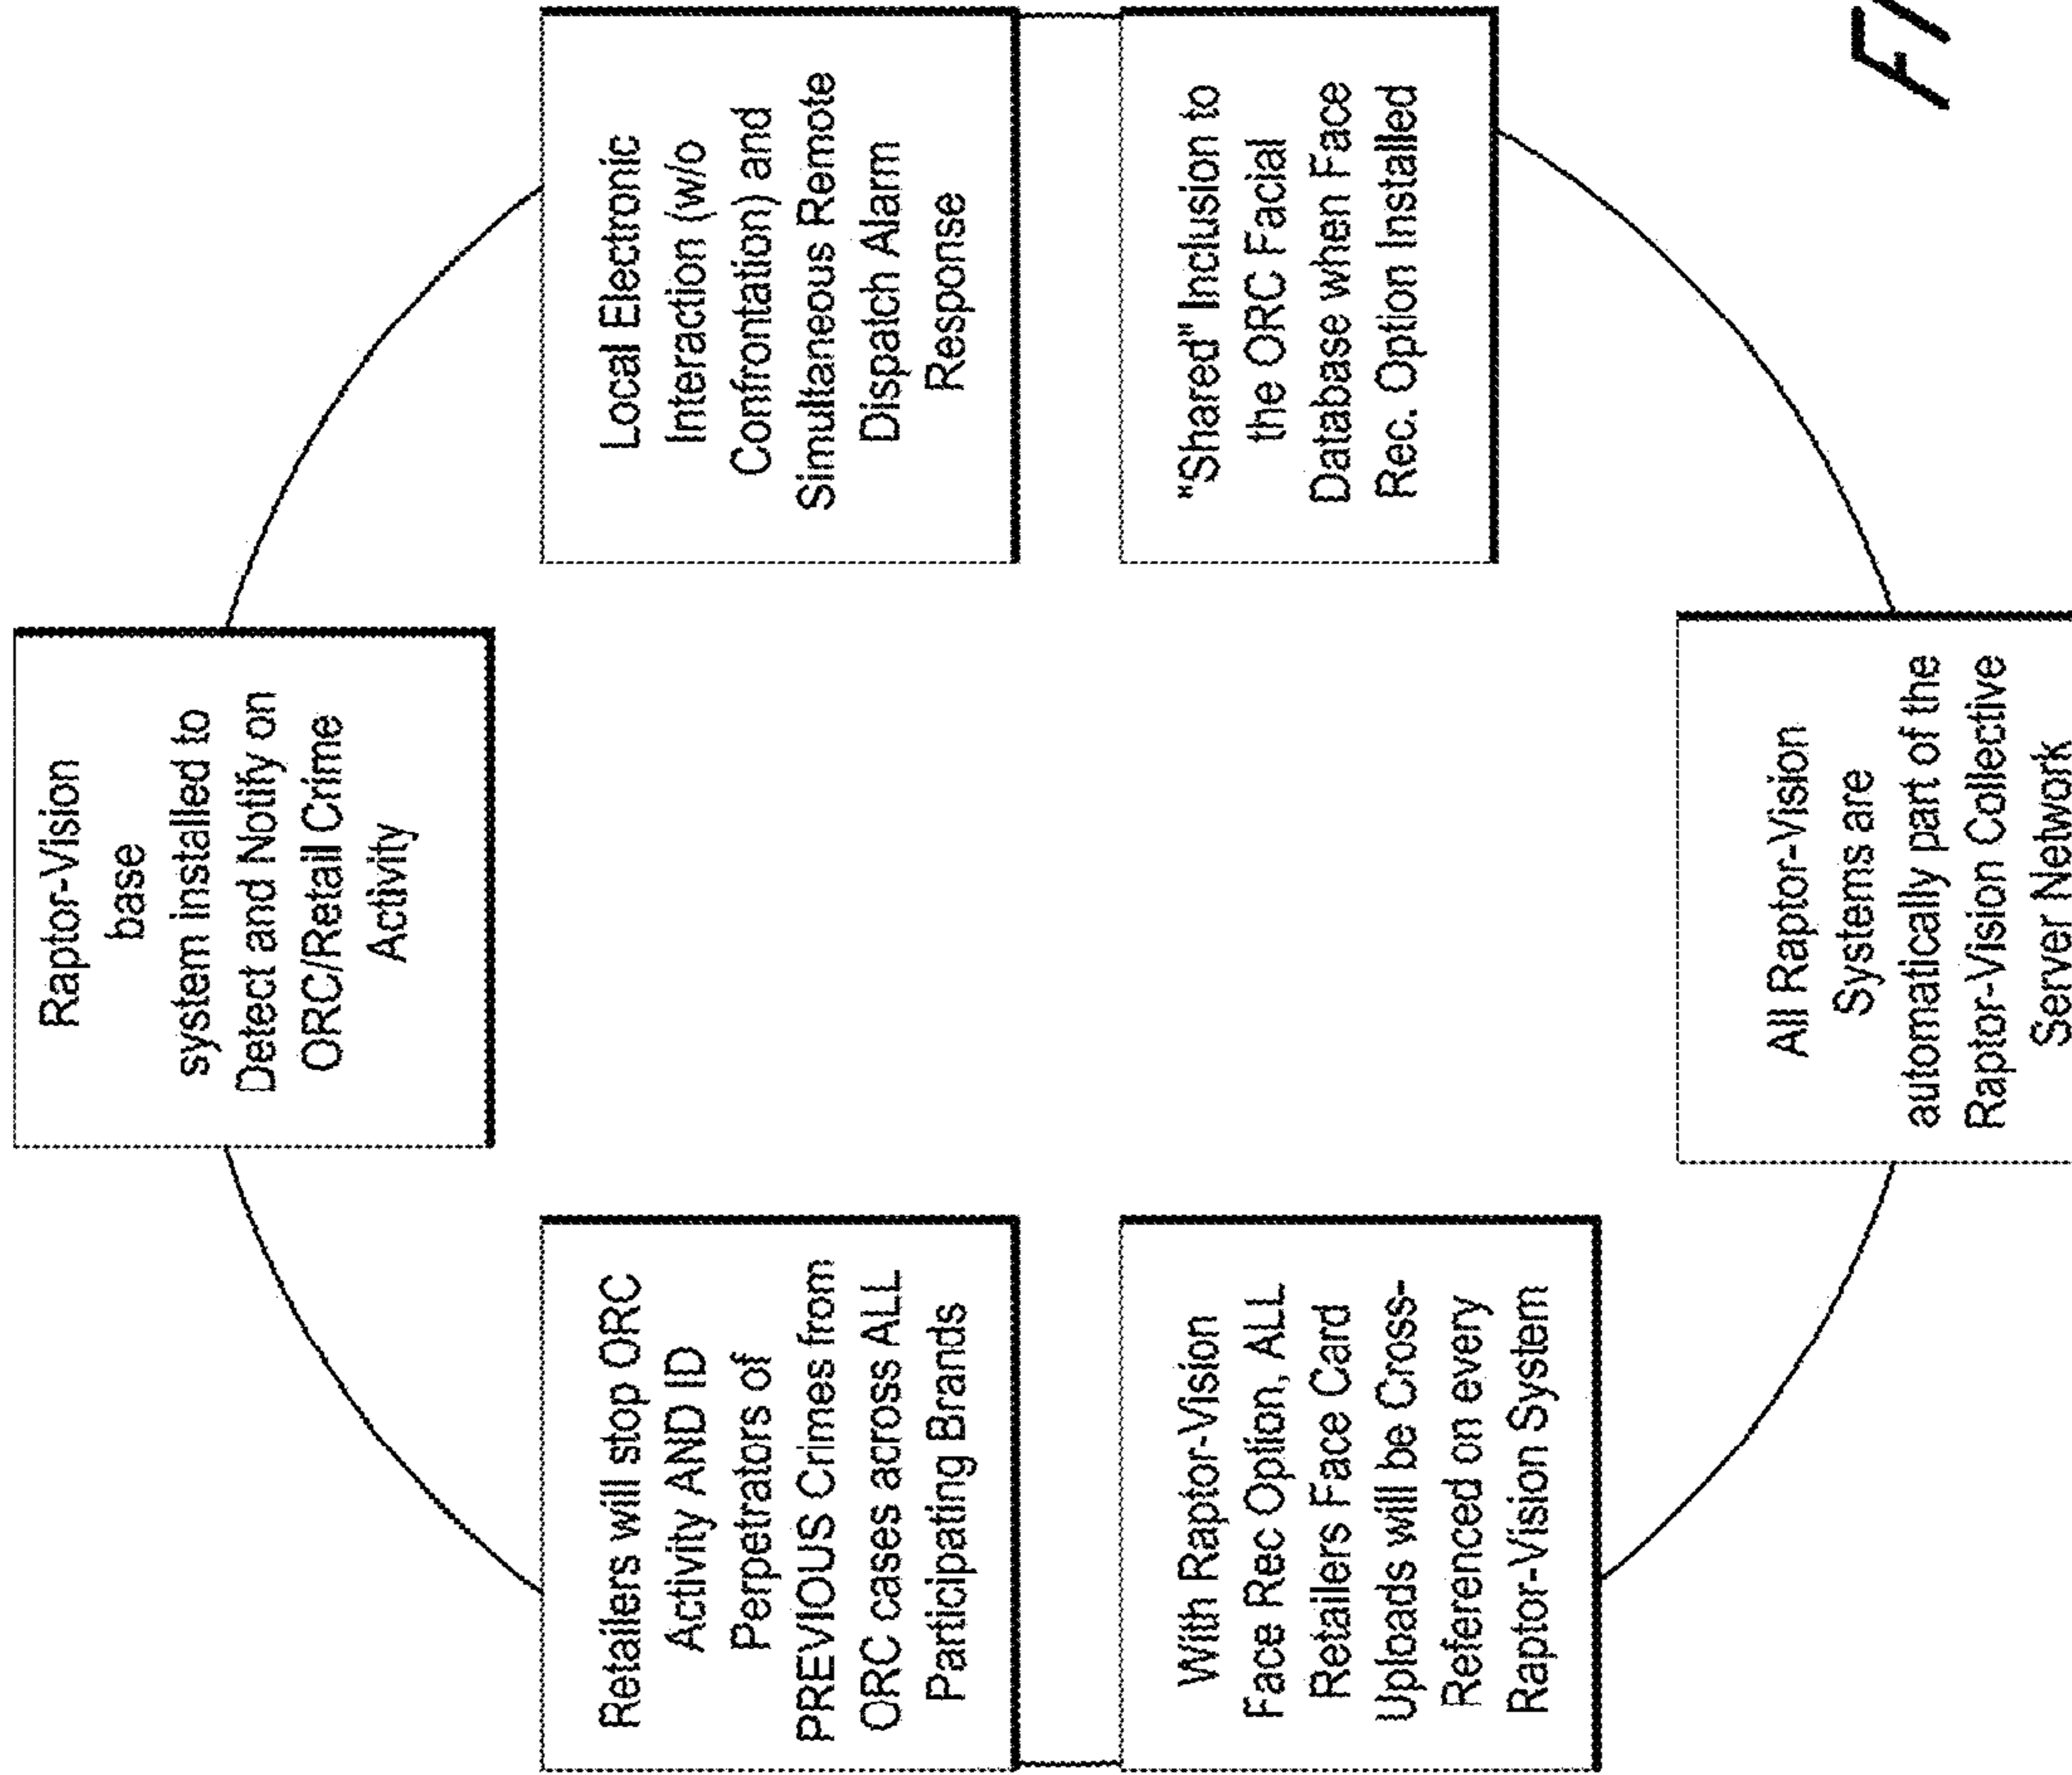 Raptor-Vision
base
system installed to
Detect and Notify on
ORC/Retail Crime
Activity
Local Electronic
Interaction (w/o
Confrontation) and
Simultaneous Remote
Dispatch Alarm
Response
"Shared" Inclusion to
the ORC Facial
Database when Face
Rec. Option Installed
All Raptor-Vision
Systems are
automatically part of the
Raptor-Vision Collective
Server Network
With Raptor-Vision
Face Rec Option, ALL
Retailers Face Card
Uploads will be Cross-
Referenced on every
Raptor-Vision System
Retailers will stop ORC
Activity AND ID
Perpetrators of
PREVIOUS Crimes from
ORC cases across ALL
Participating Brands